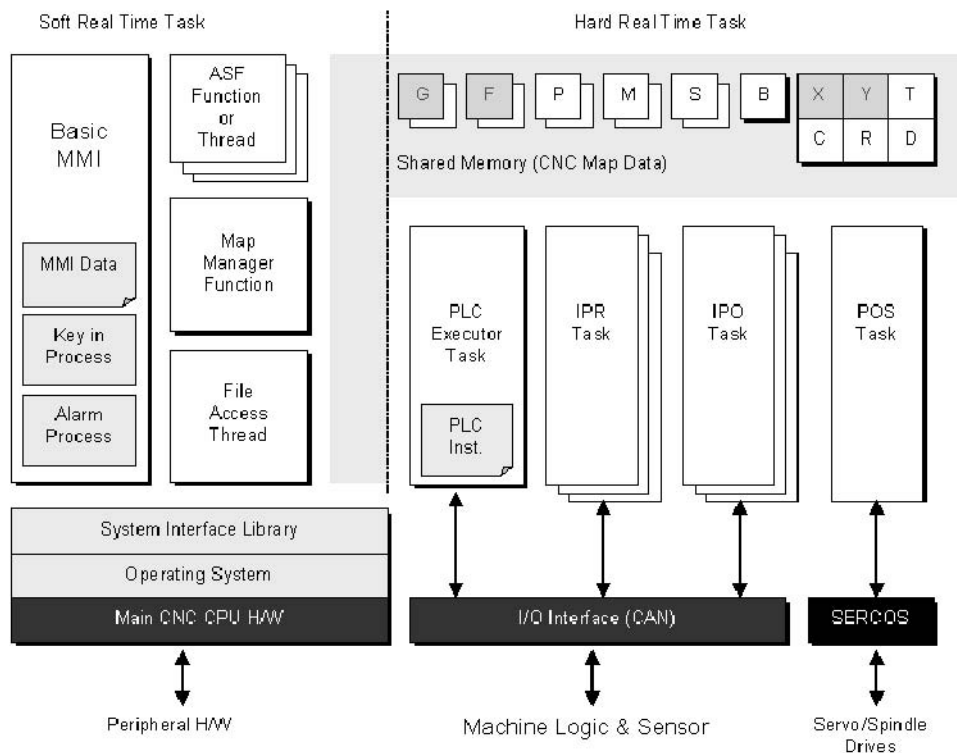 Soft Real Time Task
Hard Real Time Task
Basic
MMI
MMI Data
Key in
Process
Alarm
Process
ASF
Function
or
Thread
Map
Manager
Function
File
Access
Thread
G
F
P
M
S
B
X
Y
T
C
R
D
Shared Memory (CNC Map Data)
PLC
Executor
Task
PLC
Inst.
IPR
Task
IPO
Task
POS
Task
System Interface Library
Operating System
Main CNC CPU H/W
I/O Interface (CAN)
SERCOS
Peripheral H/W
Machine Logic & Sensor
Servo/Spindle
Drives